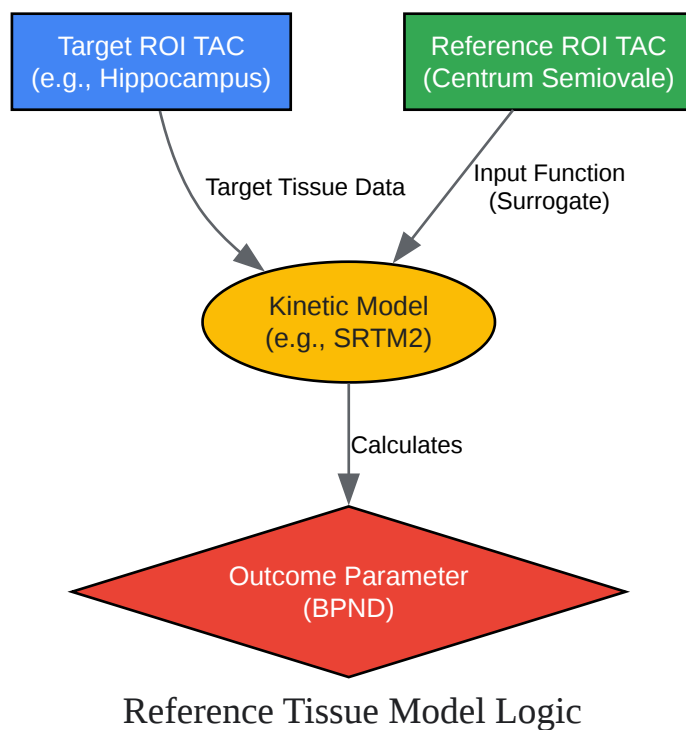 Target ROI TAC
(e.g., Hippocampus)
Reference ROI TAC
(Centrum Semiovale)
Target Tissue Data
Input Function
(Surrogate)
Kinetic Model
(e.g., SRTM2)
Calculates
Outcome Parameter
(BPND)
Reference Tissue Model Logic